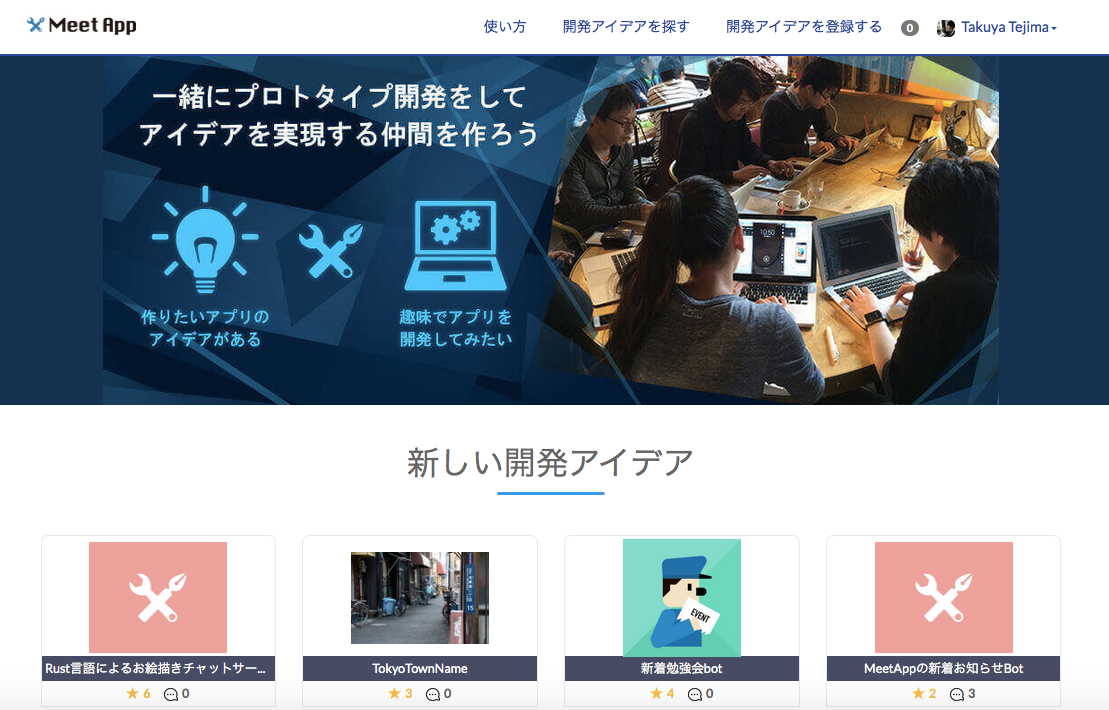 Meet App
使い方
開発アイデアを探す
開発アイデアを登録する
0
Takuya Tejima
一緒にプロトタイプ開発をして
アイデアを実現する仲間を作ろう
作りたいアプリの
アイデアがある
趣味でアプリを
開発してみたい
10:50
新しい開発アイデア
15
EVENT
Rust言語によるお絵描きチャットサー...
TokyoTownName
新着勉強会bot
MeetAppの新着お知らせBot
6 0
3 0
4 0
2 3